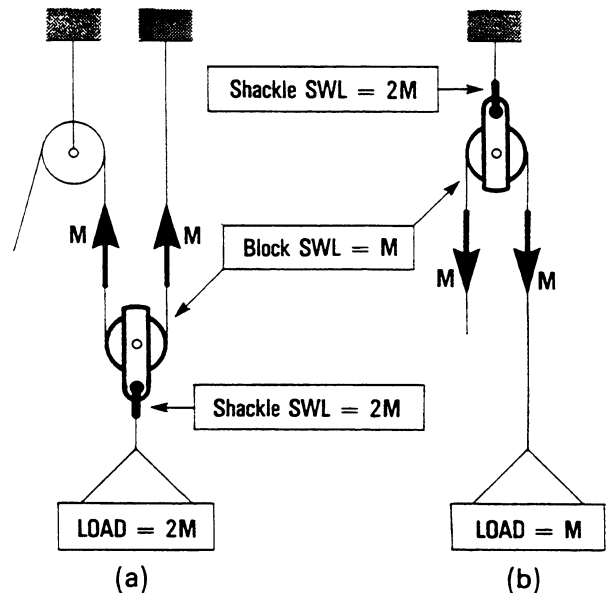 Shackle SWL = 2M
M
M
Block SWL = M
M
M
Shackle SWL = 2M
LOAD = 2M
LOAD = M
(a)
(b)